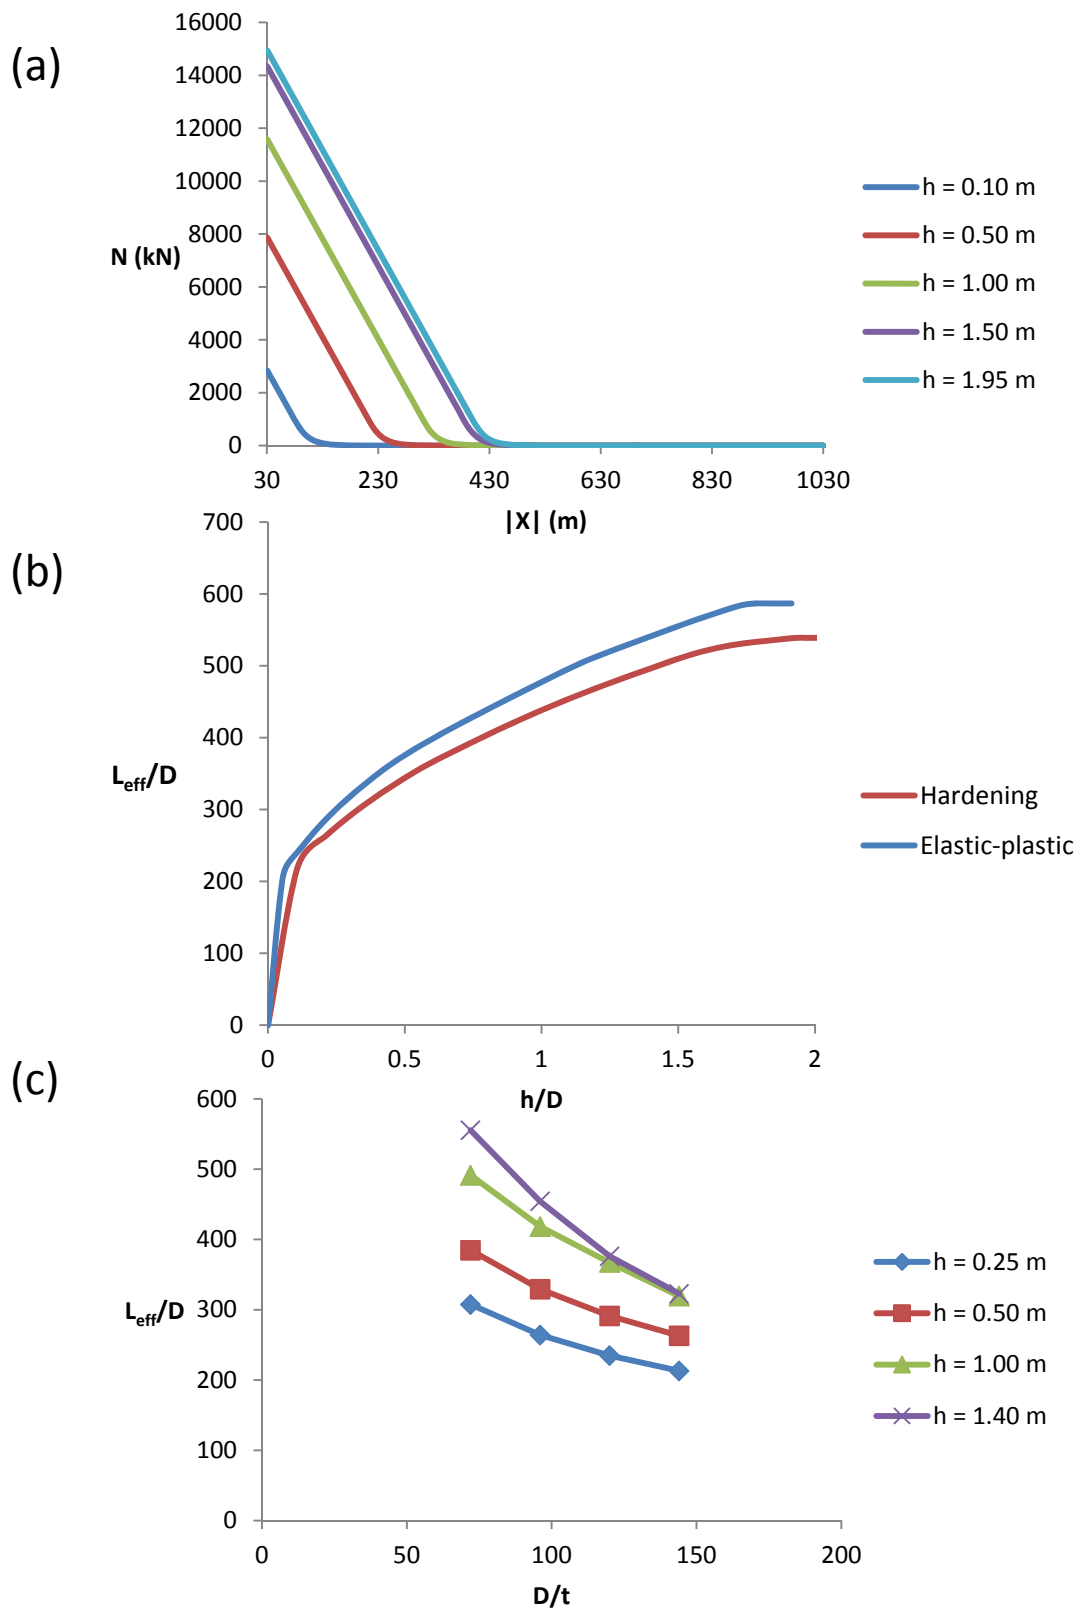 (a)
16000
14000
12000
10000
8000
6000
4000
2000
0
N (kN)
30 230 430 630 830 1030
|X| (m)
h = 0.10 m
h = 0.50 m
h = 1.00 m
h = 1.50 m
h = 1.95 m
(b)
700
600
500
400
300
200
100
0
Leff/D
0 0.5 1 1.5 2
h/D
Hardening
Elastic-plastic
(c)
600
500
400
300
200
100
0
Leff/D
0 50 100 150 200
D/t
h = 0.25 m
h = 0.50 m
h = 1.00 m
h = 1.40 m